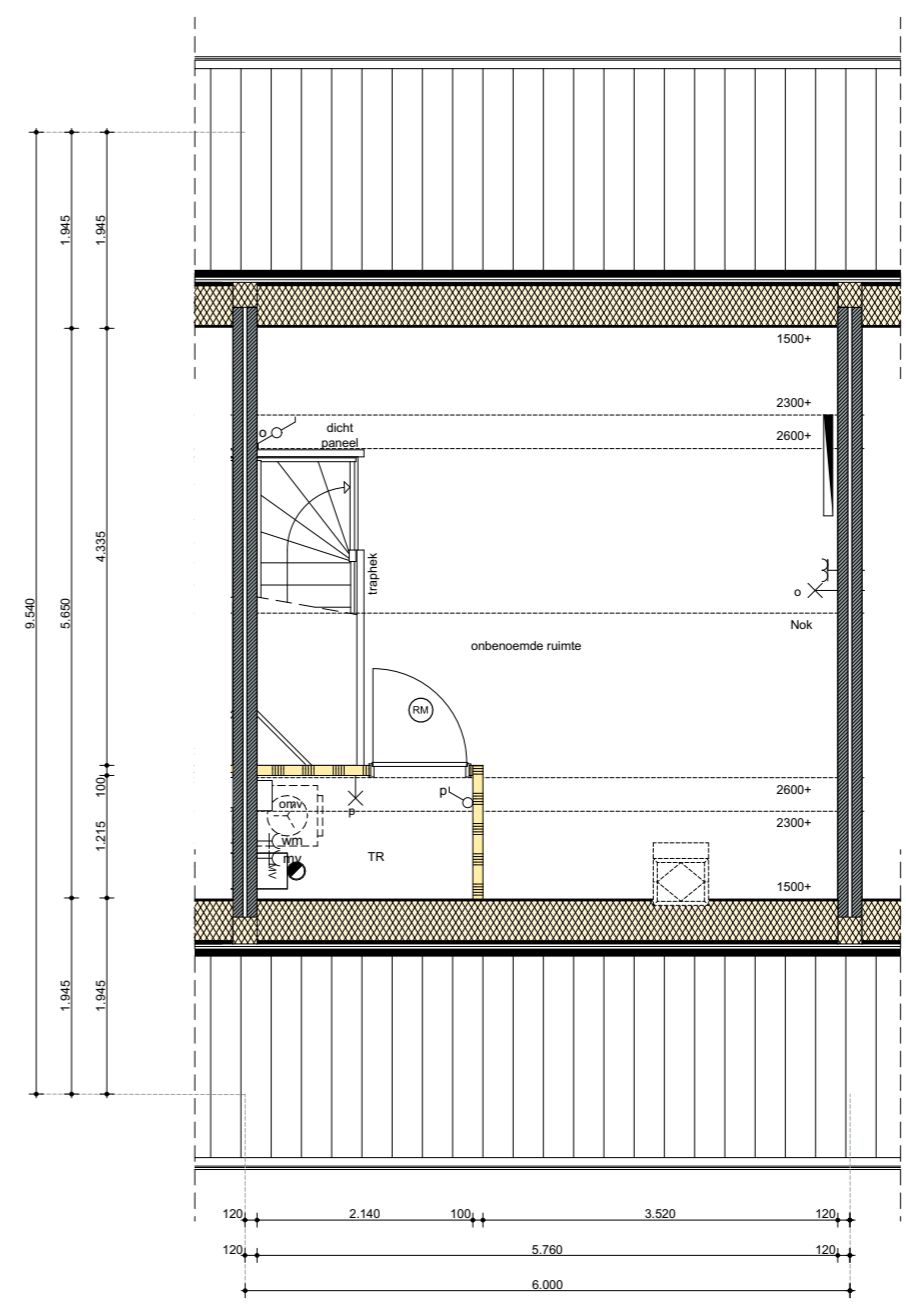 1.945
1.945
1500+
2300+
o
dicht
paneel
2600+
traphek
4.335
9.540
5.650
o
Nok
onbenoemde ruimte
RM
100
2600+
omv
p
p
2300+
1.215
wm
mv
TR
1500+
1.945
1.945
120
2.140
100
3.520
120
120
5.760
120
6.000